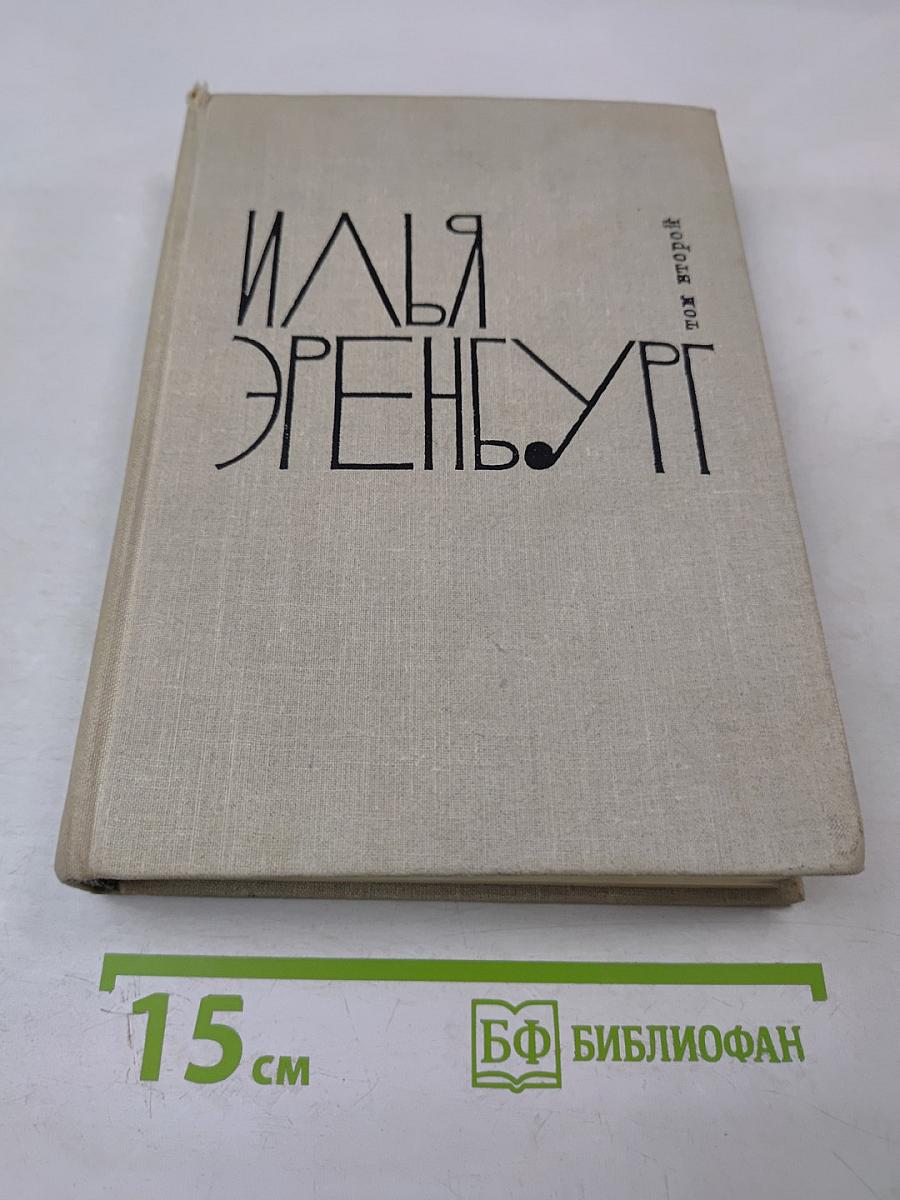 ИЛЬЯ
ЭРЕНБУРГ
том второй
15 см
БФ БИБЛИОФАН